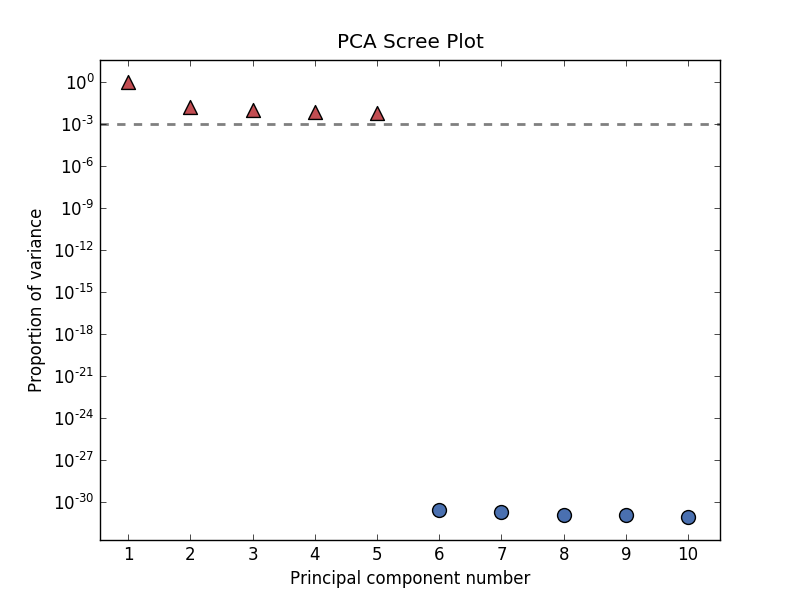 PCA Scree Plot
Proportion of variance
10^0
10^-3
10^-6
10^-9
10^-12
10^-15
10^-18
10^-21
10^-24
10^-27
10^-30
1 2 3 4 5 6 7 8 9 10
Principal component number